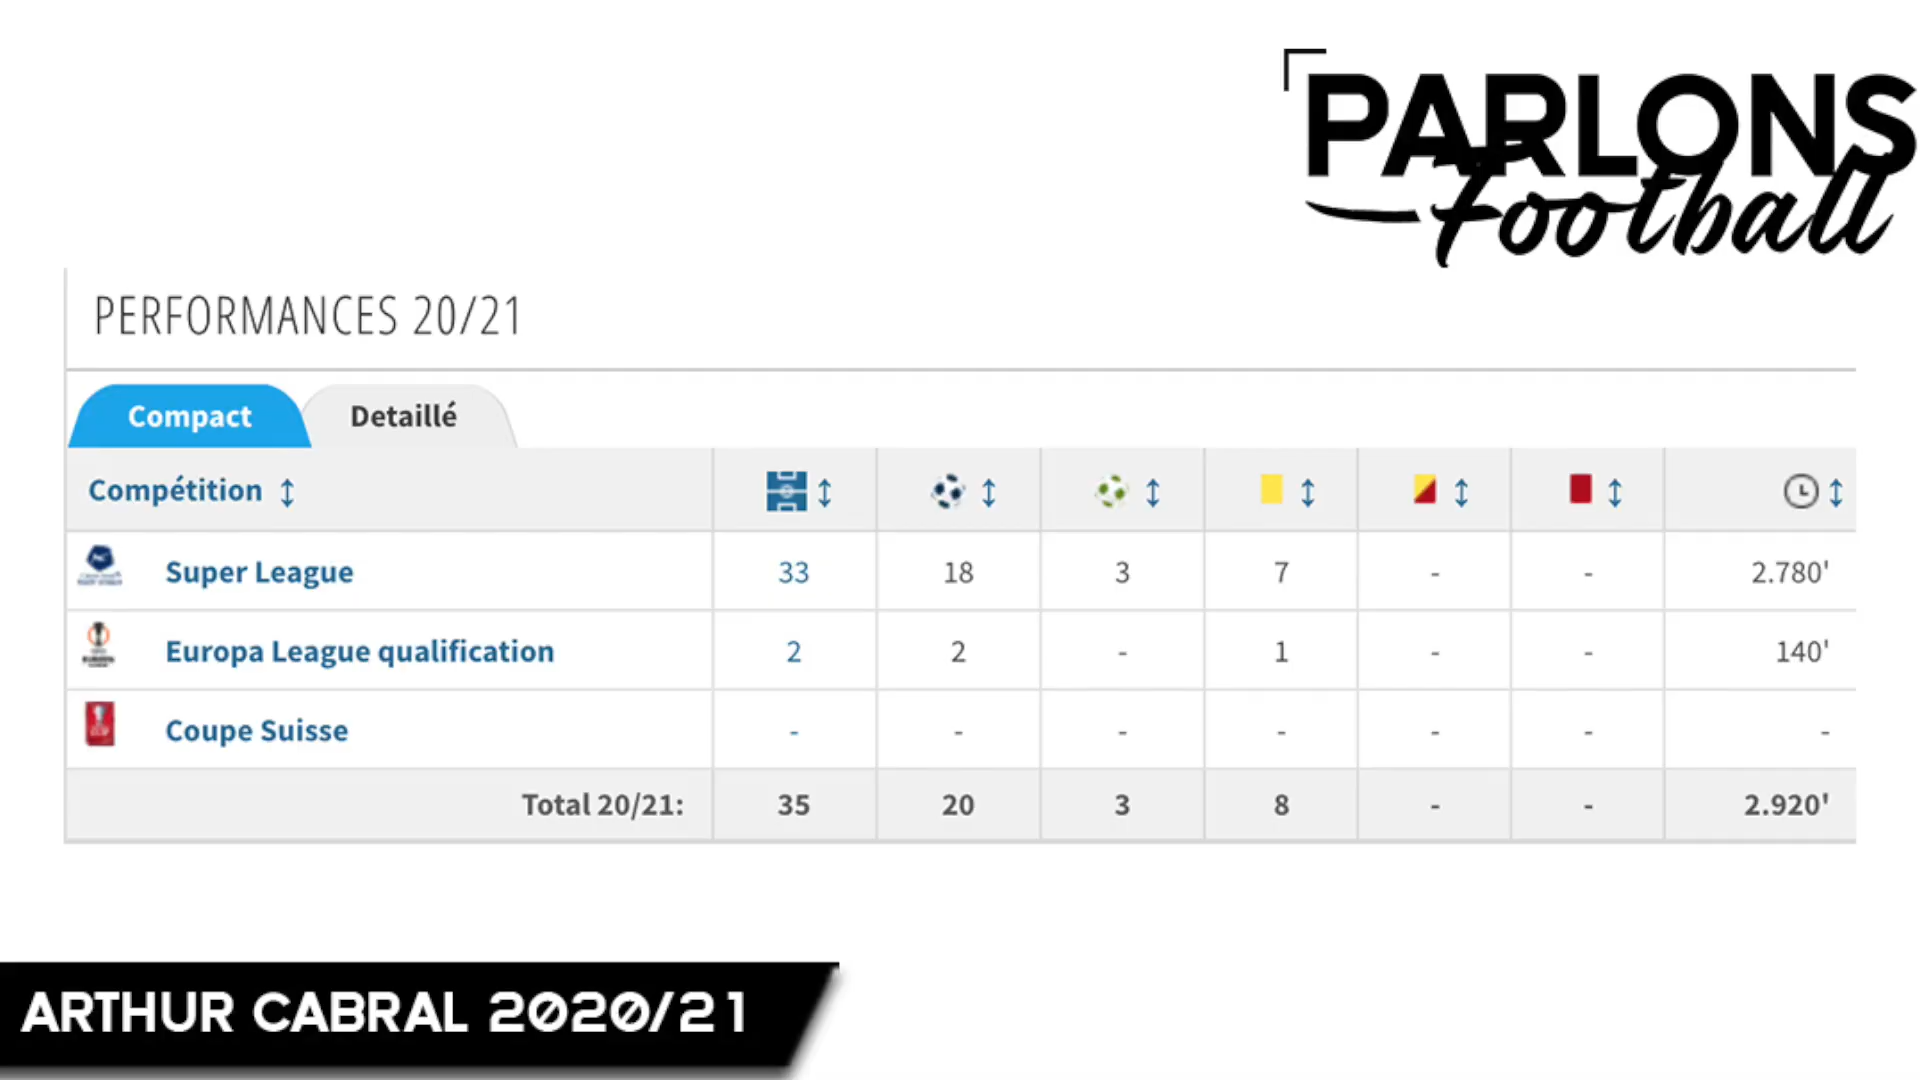 PARLONS
Football
PERFORMANCES 20/21
Compact Detaillé
Compétition
Super League 33 18 3 7 - - 2.780'
Europa League qualification 2 2 - 1 - - 140'
Coupe Suisse - - - - - - -
Total 20/21: 35 20 3 8 - - 2.920'
ARTHUR CABRAL 2020/21